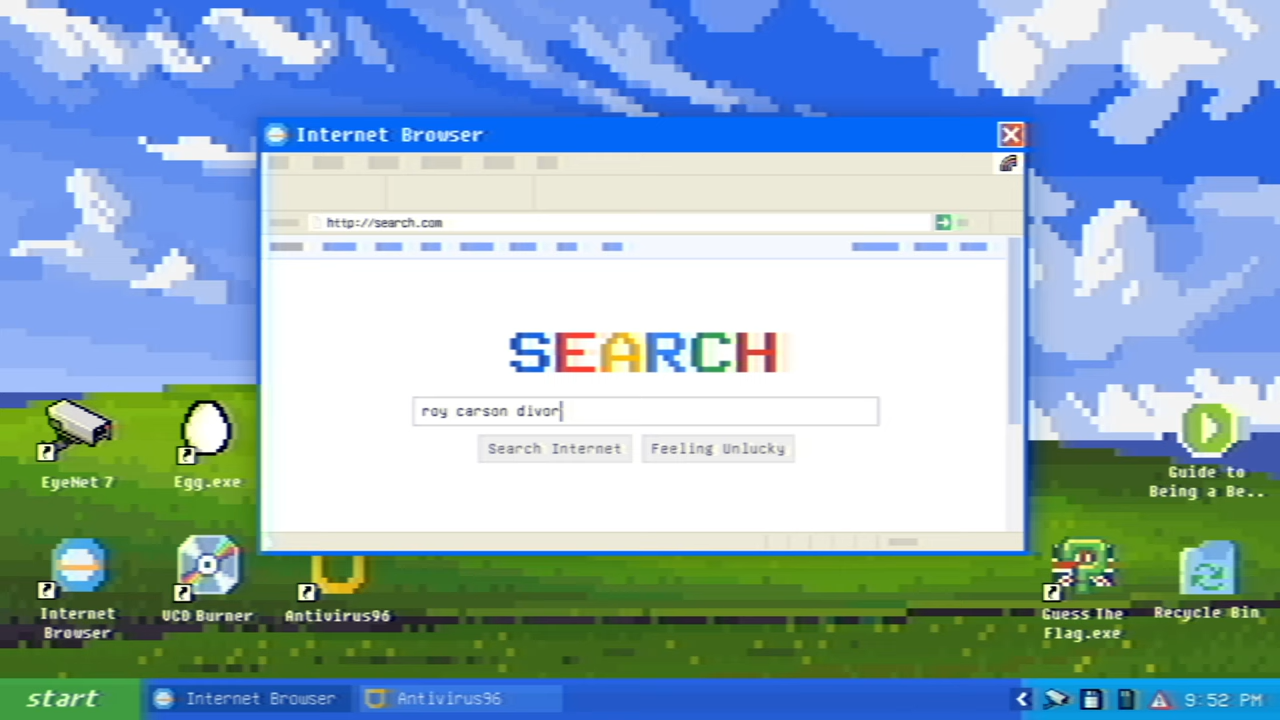 Internet Browser
http://search.com
SEARCH
roy carson divor
Search Internet
Feeling Unlucky
EyeNet 7
Egg.exe
Guide to
Being a Be..
Internet
Browser
VCD Burner
Antivirus96
Guess The
Flag.exe
Recycle Bin
start
Internet Browser
Antivirus96
9:52 PM